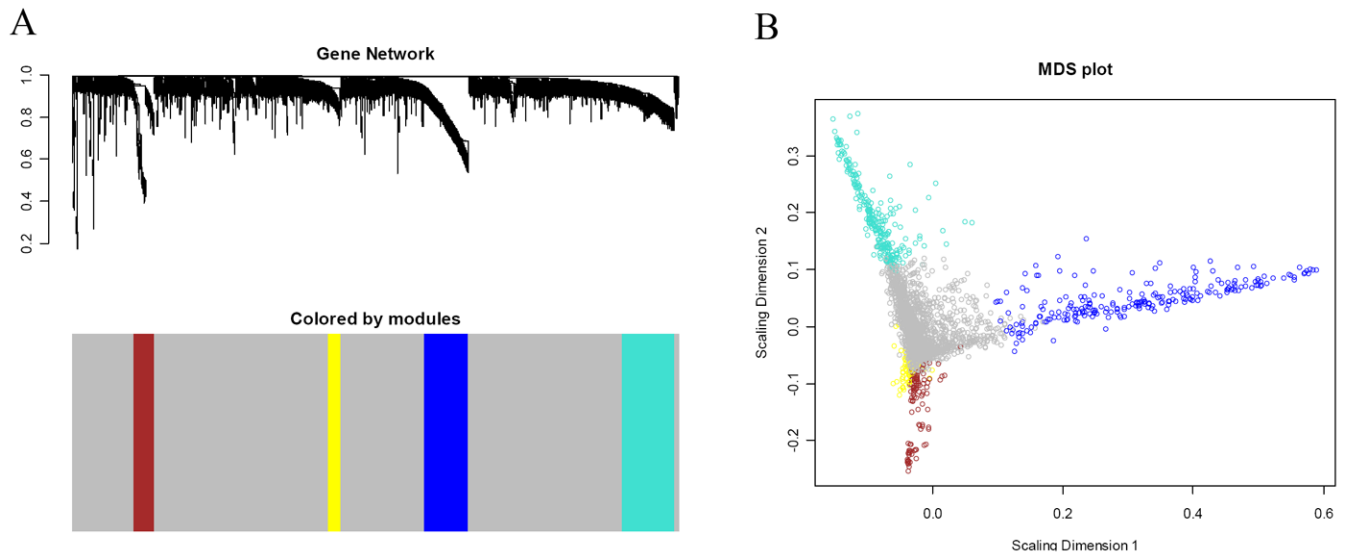 A
Gene Network
1.0
0.8
0.6
0.4
0.2
Colored by modules
B
MDS plot
Scaling Dimension 2
0.3
0.2
0.1
0.0
-0.1
-0.2
0.0
0.2
0.4
0.6
Scaling Dimension 1